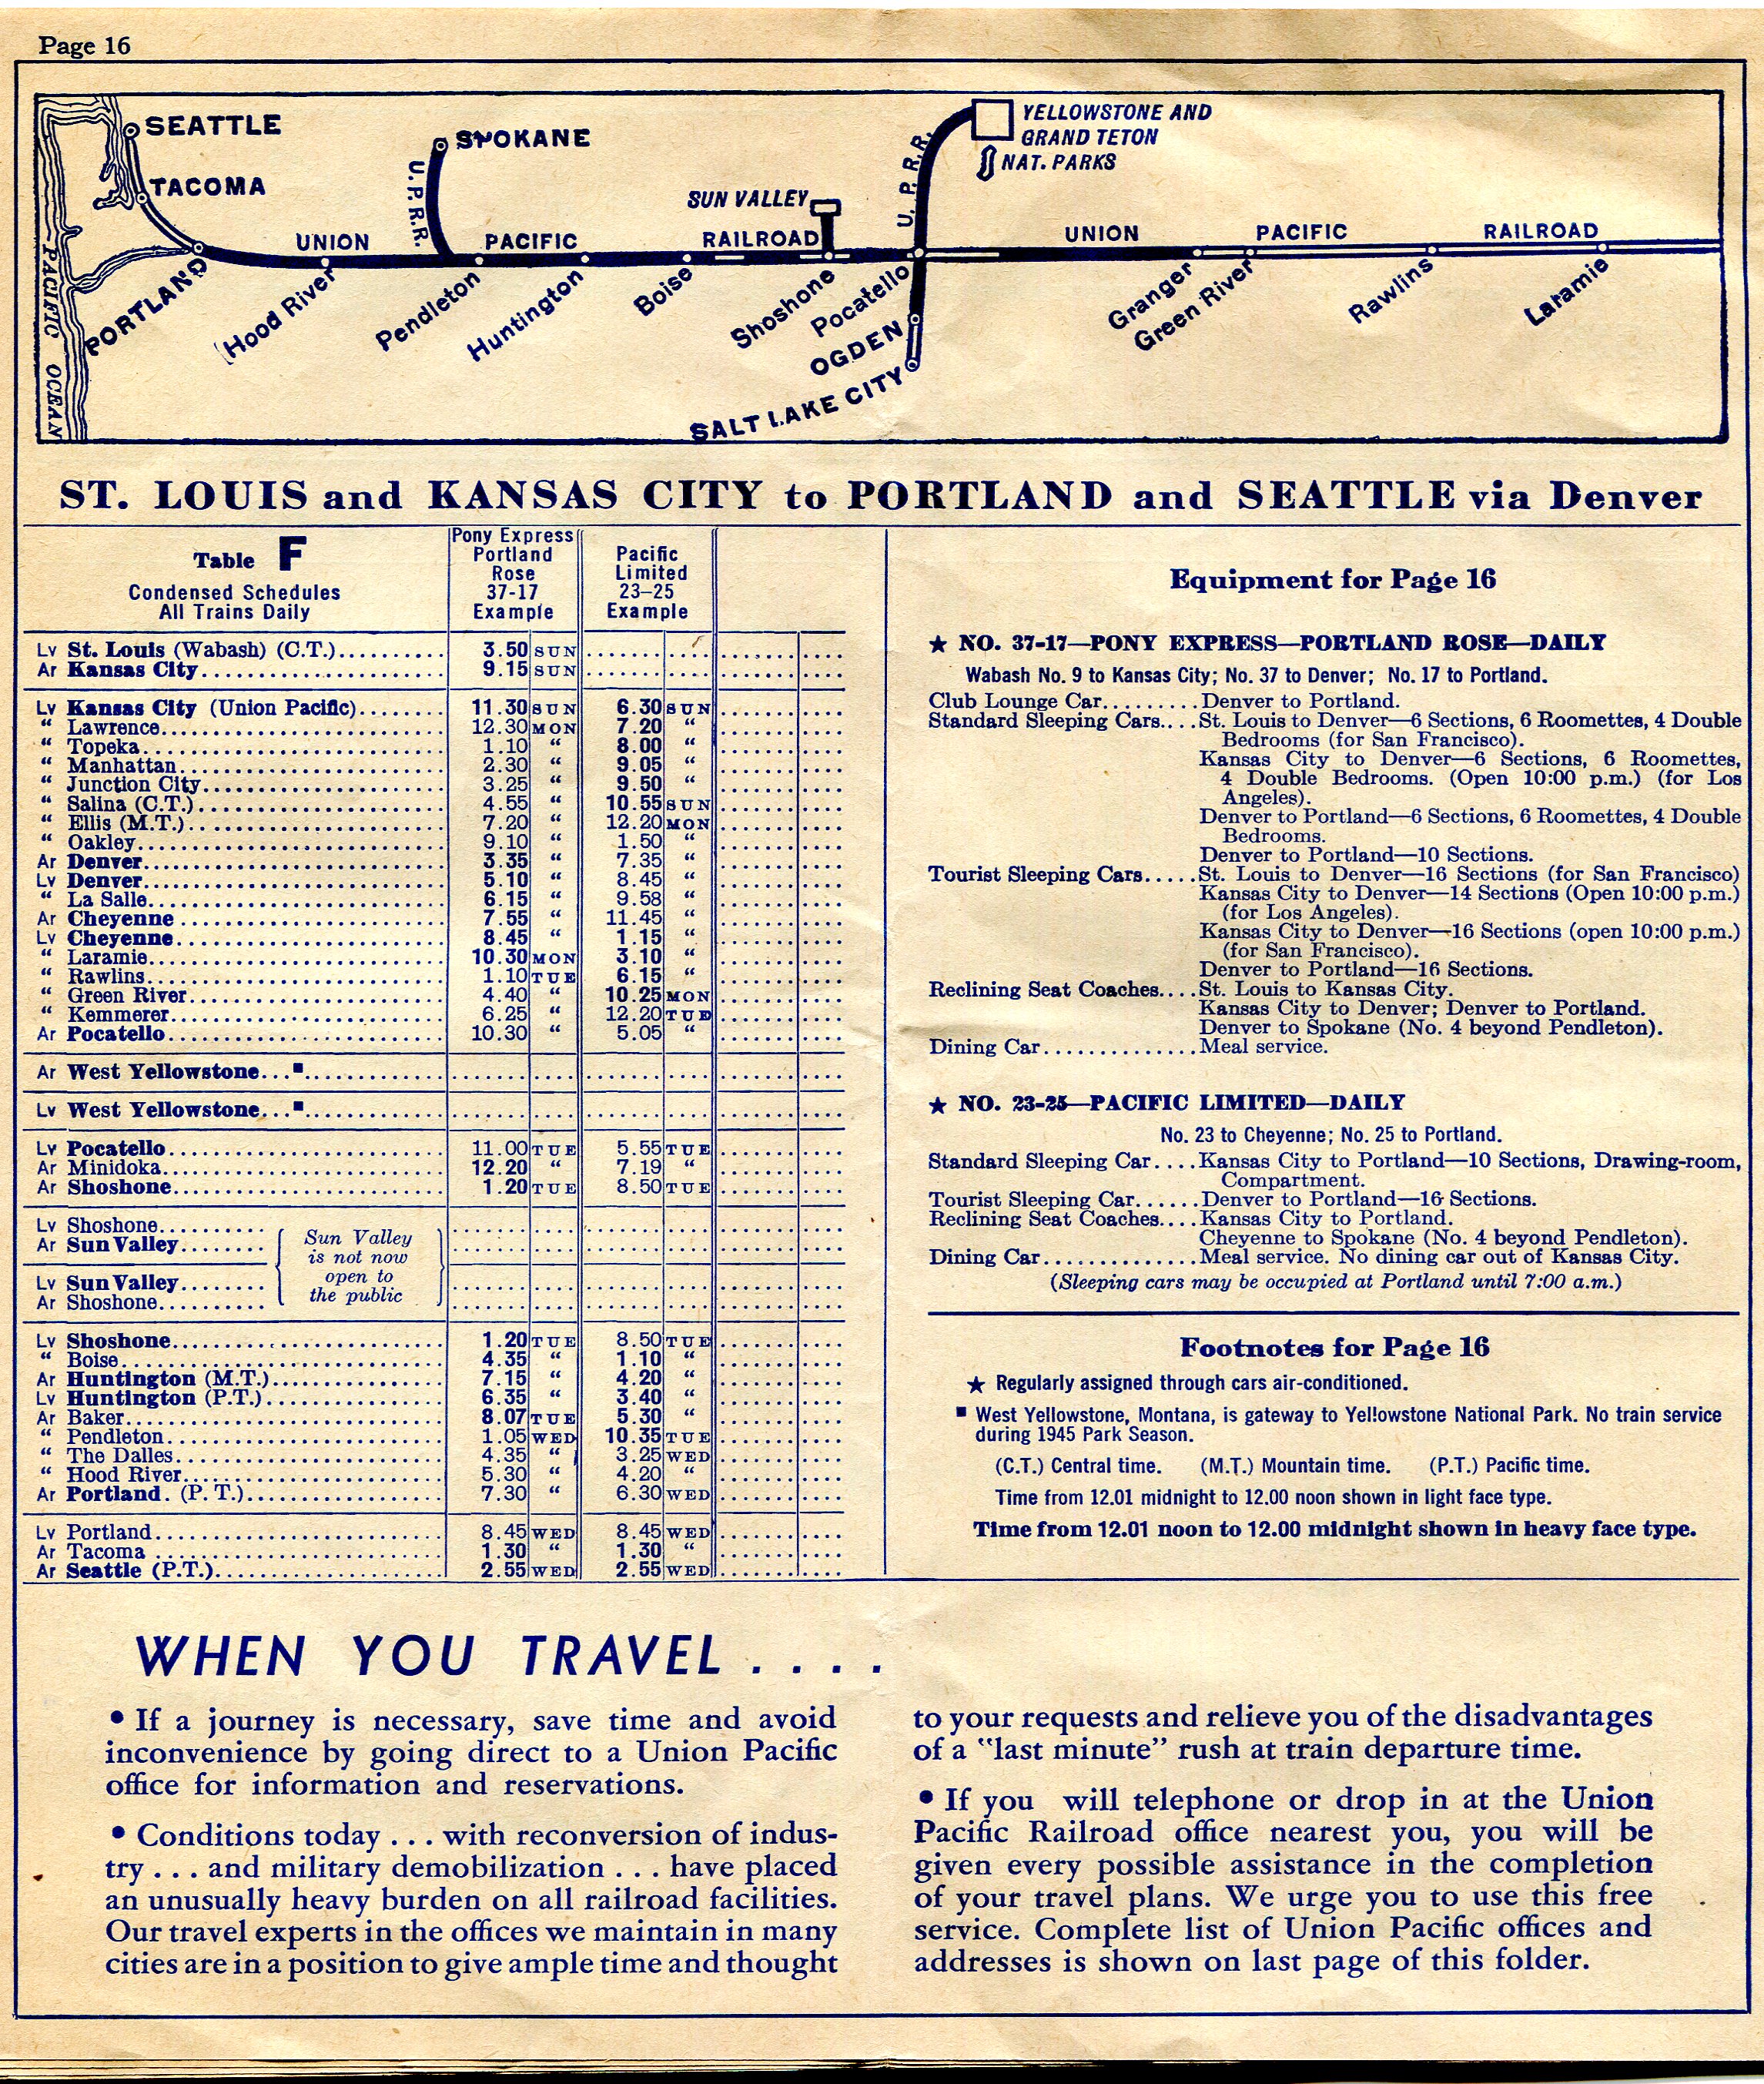 Page 16
SEATTLE
TACOMA
SPOKANE
U.P.R.R.
SUN VALLEY
YELLOWSTONE AND
GRAND TETON
NAT. PARKS
U. P. R.R.
UNION PACIFIC RAILROAD
UNION PACIFIC RAILROAD
PACIFIC OCEAN
PORTLAND
Hood River
Pendleton
Huntington
Boise
Shoshone
Pocatello
OGDEN
SALT LAKE CITY
Granger
Green River
Rawlins
Laramie
ST. LOUIS and KANSAS CITY to PORTLAND and SEATTLE via Denver
Table F
Condensed Schedules
All Trains Daily
Pony Express
Portland
Rose
37-17
Example
Pacific
Limited
23–25
Example
Lv St. Louis (Wabash) (C.T.) 3.50 SUN
Ar Kansas City 9.15 SUN
Lv Kansas City (Union Pacific) 11.30 SUN 6.30 SUN
“ Lawrence 12.30 MON 7.20 “
“ Topeka 1.10 “ 8.00 “
“ Manhattan 2.30 “ 9.05 “
“ Junction City 3.25 “ 9.50 “
“ Salina (C.T.) 4.55 “ 10.55 SUN
“ Ellis (M.T.) 7.20 “ 12.20 MON
“ Oakley 9.10 “ 1.50 “
Ar Denver 3.35 “ 7.35 “
Lv Denver 5.10 “ 8.45 “
“ La Salle 6.15 “ 9.58 “
Ar Cheyenne 7.55 “ 11.45 “
Lv Cheyenne 8.45 “ 1.15 “
“ Laramie 10.30 MON 3.10 “
“ Rawlins 1.10 TUE 6.15 “
“ Green River 4.40 “ 10.25 MON
“ Kemmerer 6.25 “ 12.20 TUE
Ar Pocatello 10.30 “ 5.05 “
Ar West Yellowstone...■
Lv West Yellowstone...■
Lv Pocatello 11.00 TUE 5.55 TUE
Ar Minidoka 12.20 “ 7.19 “
Ar Shoshone 1.20 TUE 8.50 TUE
Lv Shoshone
Ar Sun Valley
Lv Sun Valley
Ar Shoshone
Sun Valley
is not now
open to
the public
Lv Shoshone 1.20 TUE 8.50 TUE
“ Boise 4.35 “ 1.10 “
Ar Huntington (M.T.) 7.15 “ 4.20 “
Lv Huntington (P.T.) 6.35 “ 3.40 “
Ar Baker 8.07 TUE 5.30 “
“ Pendleton 1.05 WED 10.35 TUE
“ The Dalles 4.35 “ 3.25 WED
“ Hood River 5.30 “ 4.20 “
Ar Portland. (P.T.) 7.30 “ 6.30 WED
Lv Portland 8.45 WED 8.45 WED
Ar Tacoma 1.30 “ 1.30 “
Ar Seattle (P.T.) 2.55 WED 2.55 WED
Equipment for Page 16
★ NO. 37-17—PONY EXPRESS—PORTLAND ROSE—DAILY
Wabash No. 9 to Kansas City; No. 37 to Denver; No. 17 to Portland.
Club Lounge Car.........Denver to Portland.
Standard Sleeping Cars....St. Louis to Denver—6 Sections, 6 Roomettes, 4 Double
Bedrooms (for San Francisco).
Kansas City to Denver—6 Sections, 6 Roomettes,
4 Double Bedrooms. (Open 10:00 p.m.) (for Los
Angeles).
Denver to Portland—6 Sections, 6 Roomettes, 4 Double
Bedrooms.
Denver to Portland—10 Sections.
Tourist Sleeping Cars.....St. Louis to Denver—16 Sections (for San Francisco)
Kansas City to Denver—14 Sections (Open 10:00 p.m.)
(for Los Angeles).
Kansas City to Denver—16 Sections (open 10:00 p.m.)
(for San Francisco).
Denver to Portland—16 Sections.
Reclining Seat Coaches....St. Louis to Kansas City.
Kansas City to Denver; Denver to Portland.
Denver to Spokane (No. 4 beyond Pendleton).
Dining Car..............Meal service.
★ NO. 23-25—PACIFIC LIMITED—DAILY
No. 23 to Cheyenne; No. 25 to Portland.
Standard Sleeping Car....Kansas City to Portland—10 Sections, Drawing-room,
Compartment.
Tourist Sleeping Car......Denver to Portland—16 Sections.
Reclining Seat Coaches....Kansas City to Portland.
Cheyenne to Spokane (No. 4 beyond Pendleton).
Dining Car..............Meal service. No dining car out of Kansas City.
(Sleeping cars may be occupied at Portland until 7:00 a.m.)
Footnotes for Page 16
★ Regularly assigned through cars air-conditioned.
■ West Yellowstone, Montana, is gateway to Yellowstone National Park. No train service
during 1945 Park Season.
(C.T.) Central time. (M.T.) Mountain time. (P.T.) Pacific time.
Time from 12.01 midnight to 12.00 noon shown in light face type.
Time from 12.01 noon to 12.00 midnight shown in heavy face type.
WHEN YOU TRAVEL . . . .
• If a journey is necessary, save time and avoid
inconvenience by going direct to a Union Pacific
office for information and reservations.
• Conditions today . . . with reconversion of indus-
try . . . and military demobilization . . . have placed
an unusually heavy burden on all railroad facilities.
Our travel experts in the offices we maintain in many
cities are in a position to give ample time and thought
to your requests and relieve you of the disadvantages
of a "last minute" rush at train departure time.
• If you will telephone or drop in at the Union
Pacific Railroad office nearest you, you will be
given every possible assistance in the completion
of your travel plans. We urge you to use this free
service. Complete list of Union Pacific offices and
addresses is shown on last page of this folder.